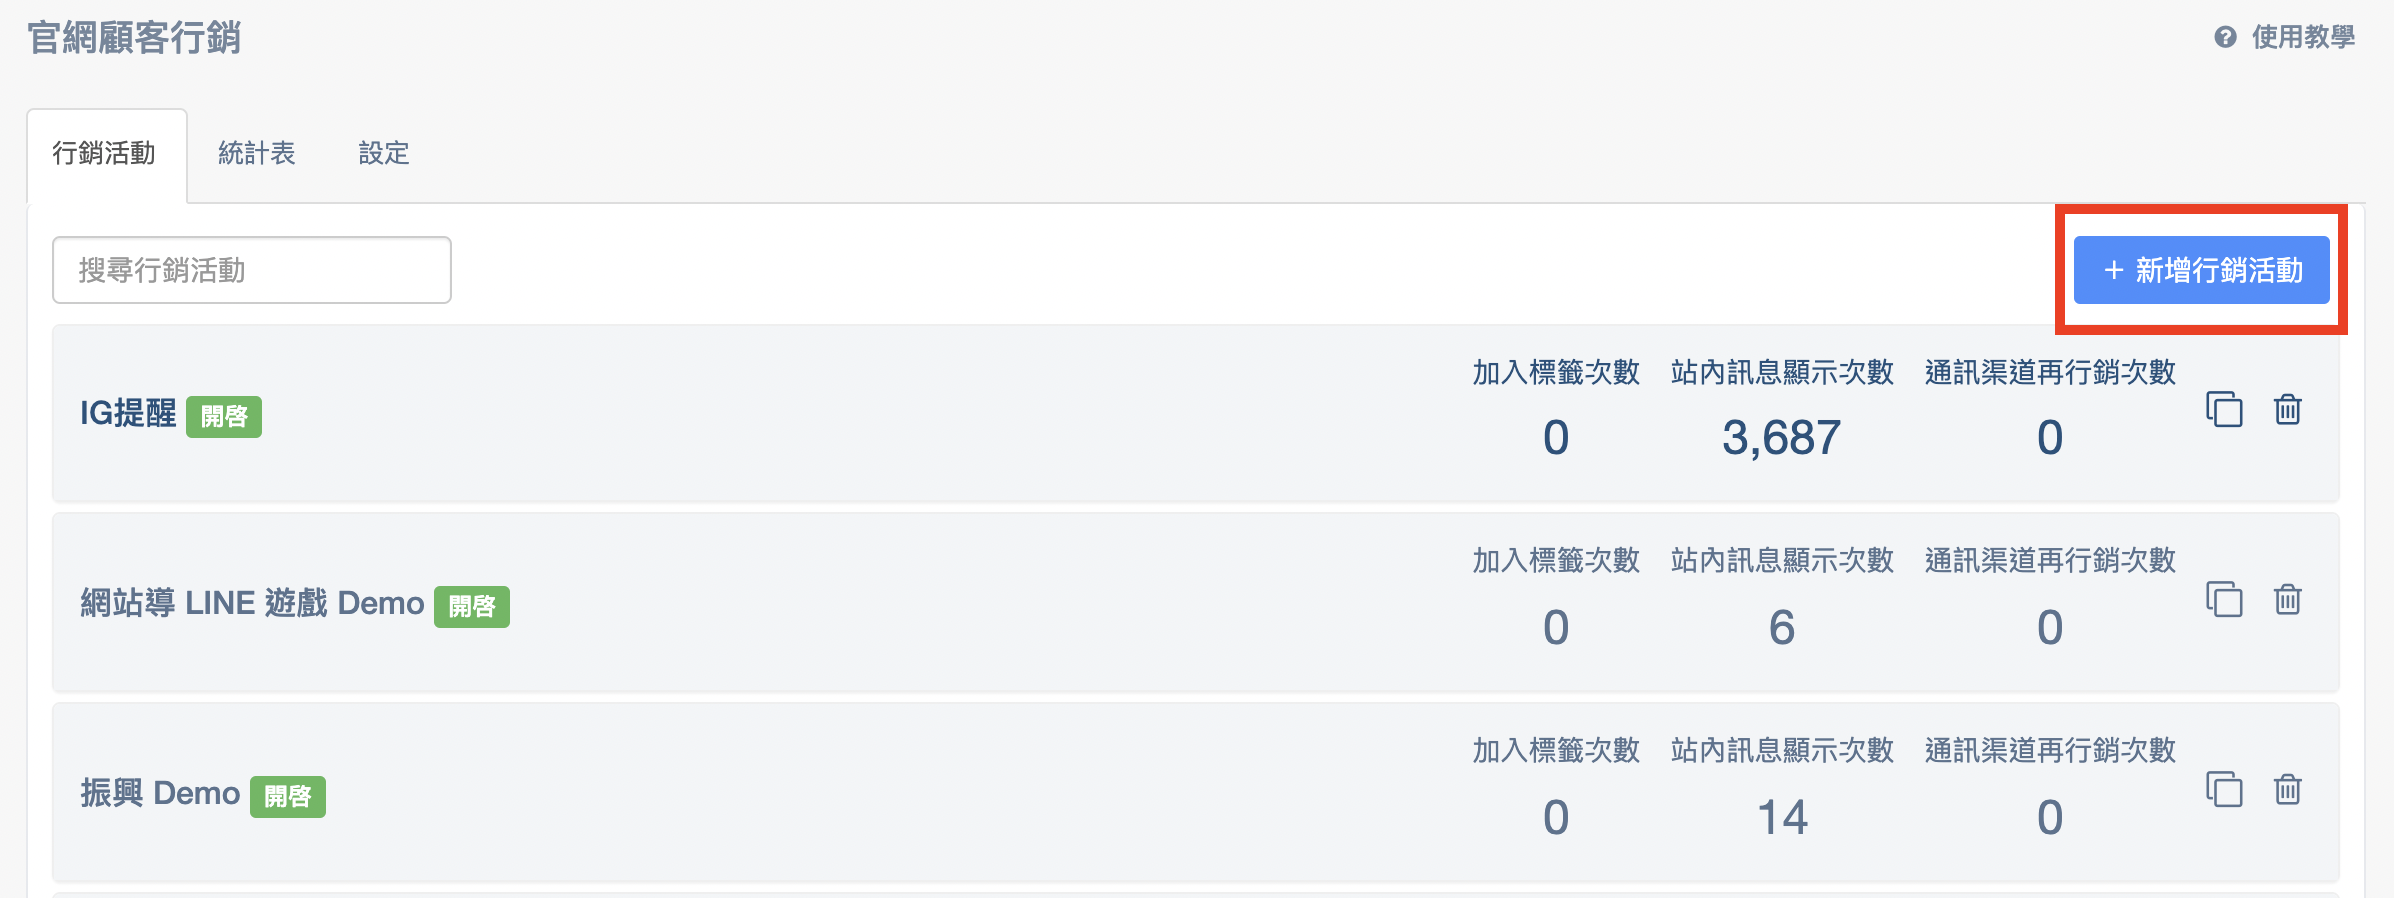 官網顧客行銷
使用教學
行銷活動 統計表 設定
搜尋行銷活動
+ 新增行銷活動
IG提醒 開啓
加入標籤次數 站內訊息顯示次數 通訊渠道再行銷次數
0 3,687 0
網站導 LINE 遊戲 Demo 開啓
加入標籤次數 站內訊息顯示次數 通訊渠道再行銷次數
0 6 0
振興 Demo 開啓
加入標籤次數 站內訊息顯示次數 通訊渠道再行銷次數
0 14 0